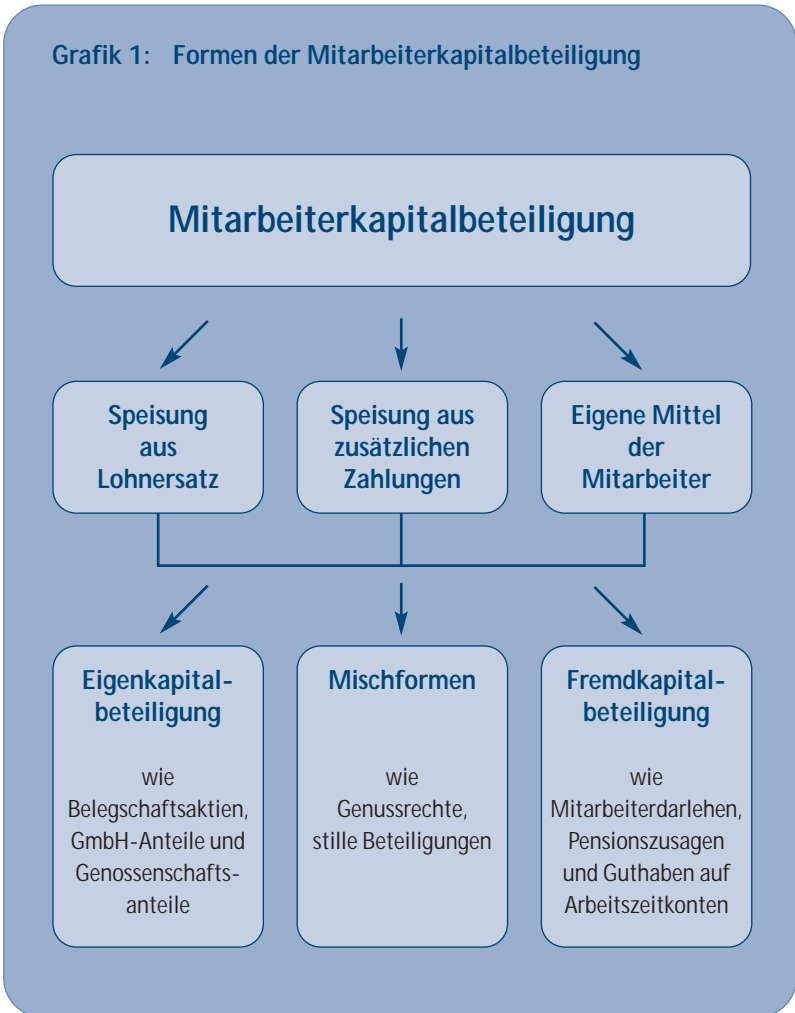 Grafik 1: Formen der Mitarbeiterkapitalbeteiligung
Mitarbeiterkapitalbeteiligung
Speisung
aus
Lohnersatz
Speisung aus
zusätzlichen
Zahlungen
Eigene Mittel
der
Mitarbeiter
Eigenkapital-
beteiligung
wie
Belegschaftsaktien,
GmbH-Anteile und
Genossenschafts-
anteile
Mischformen
wie
Genussrechte,
stille Beteiligungen
Fremdkapital-
beteiligung
wie
Mitarbeiterdarlehen,
Pensionszusagen
und Guthaben auf
Arbeitszeitkonten